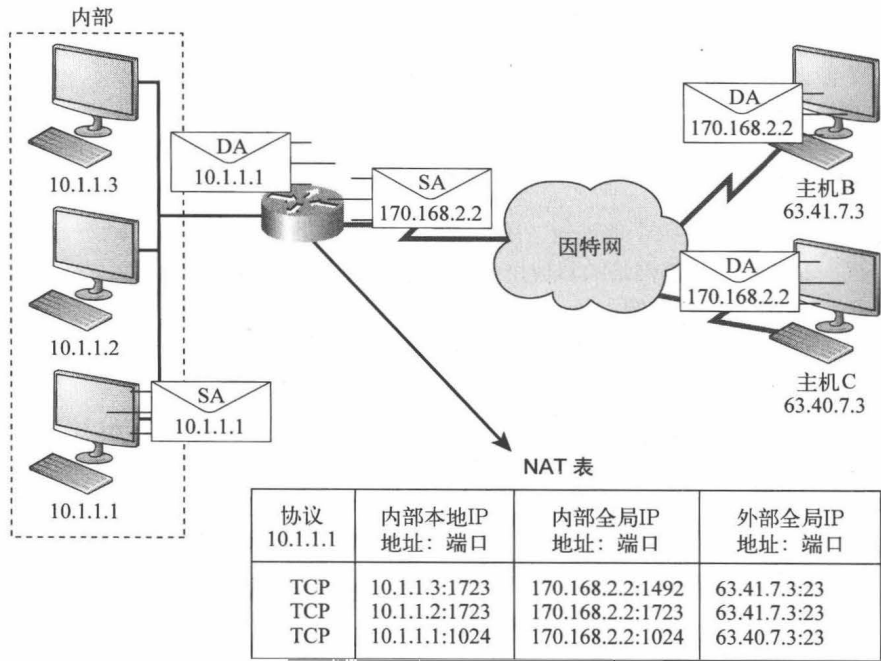 内部
10.1.1.3
DA
10.1.1.1
SA
170.168.2.2
因特网
DA
170.168.2.2
主机B
63.41.7.3
DA
170.168.2.2
主机C
63.40.7.3
10.1.1.2
SA
10.1.1.1
10.1.1.1
NAT 表
协议 内部本地IP 内部全局IP 外部全局IP
10.1.1.1 地址：端口 地址：端口 地址：端口
TCP 10.1.1.3:1723 170.168.2.2:1492 63.41.7.3:23
TCP 10.1.1.2:1723 170.168.2.2:1723 63.41.7.3:23
TCP 10.1.1.1:1024 170.168.2.2:1024 63.40.7.3:23